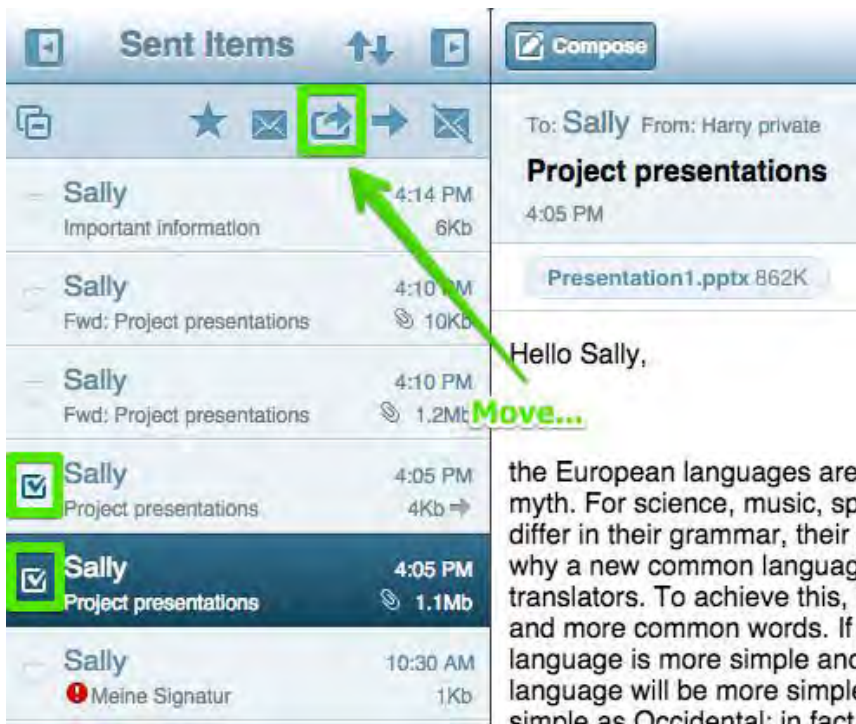 Sent Items
Compose
Sally
4:14 PM
Important information
6Kb
Sally
4:10 PM
Fwd: Project presentations
10Kb
Sally
4:10 PM
Fwd: Project presentations
1.2Mb
Sally
4:05 PM
Project presentations
4Kb
Sally
4:05 PM
Project presentations
1.1Mb
Sally
10:30 AM
Meine Signatur
1Kb
Move...
To: Sally From: Harry private
Project presentations
4:05 PM
Presentation1.pptx 862K
Hello Sally,
the European languages are
myth. For science, music, sp
differ in their grammar, their
why a new common languag
translators. To achieve this,
and more common words. If
language is more simple and
language will be more simple
simple as Occidental; in fact